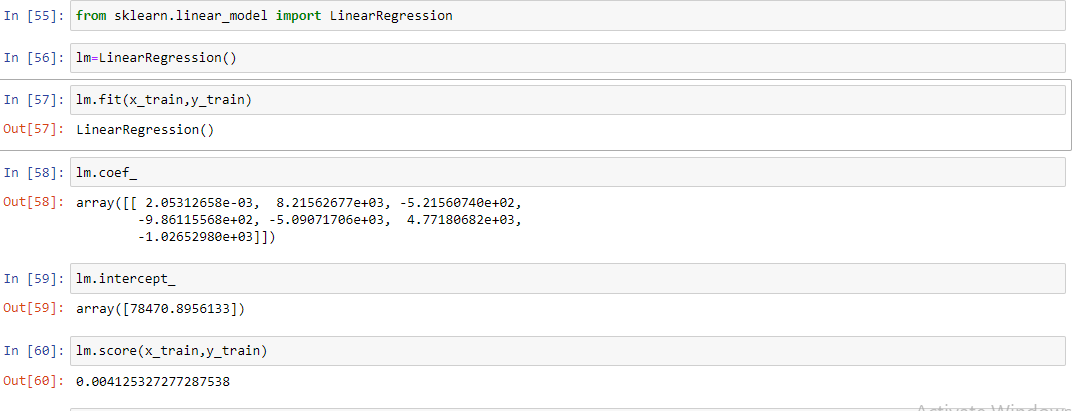 In [55]: from sklearn.linear_model import LinearRegression
In [56]: lm=LinearRegression()
In [57]: lm.fit(x_train,y_train)
Out[57]: LinearRegression()
In [58]: lm.coef_
Out[58]: array([[ 2.05312658e-03,  8.21562677e+03, -5.21560740e+02,
-9.86115568e+02, -5.09071706e+03,  4.77180682e+03,
-1.02652980e+03]])
In [59]: lm.intercept_
Out[59]: array([78470.8956133])
In [60]: lm.score(x_train,y_train)
Out[60]: 0.004125327277287538
Activate Windows